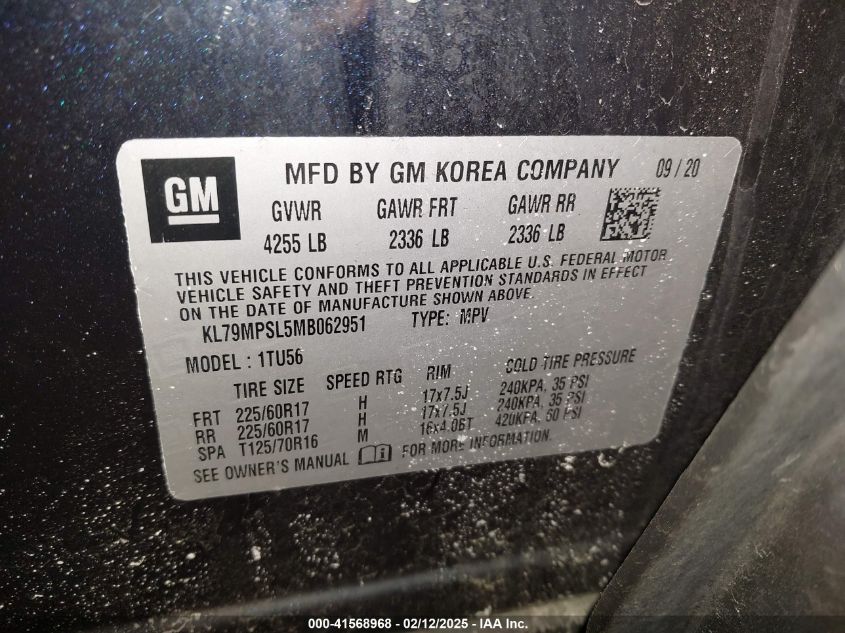 GM
MFD BY GM KOREA COMPANY 09 / 20
GVWR GAWR FRT GAWR RR
4255 LB 2336 LB 2336 LB
THIS VEHICLE CONFORMS TO ALL APPLICABLE U.S. FEDERAL MOTOR
VEHICLE SAFETY AND THEFT PREVENTION STANDARDS IN EFFECT
ON THE DATE OF MANUFACTURE SHOWN ABOVE.
KL79MPSL5MB062951 TYPE: MPV
MODEL : 1TU56
TIRE SIZE SPEED RTG RIM COLD TIRE PRESSURE
FRT 225/60R17 H 17x7.5J 240KPA, 35 PSI
RR 225/60R17 H 17x7.5J 240KPA, 35 PSI
SPA T125/70R16 M 16x4.0BT 420KPA, 60 PSI
SEE OWNER'S MANUAL FOR MORE INFORMATION.
000-41568968 - 02/12/2025 - IAA Inc.